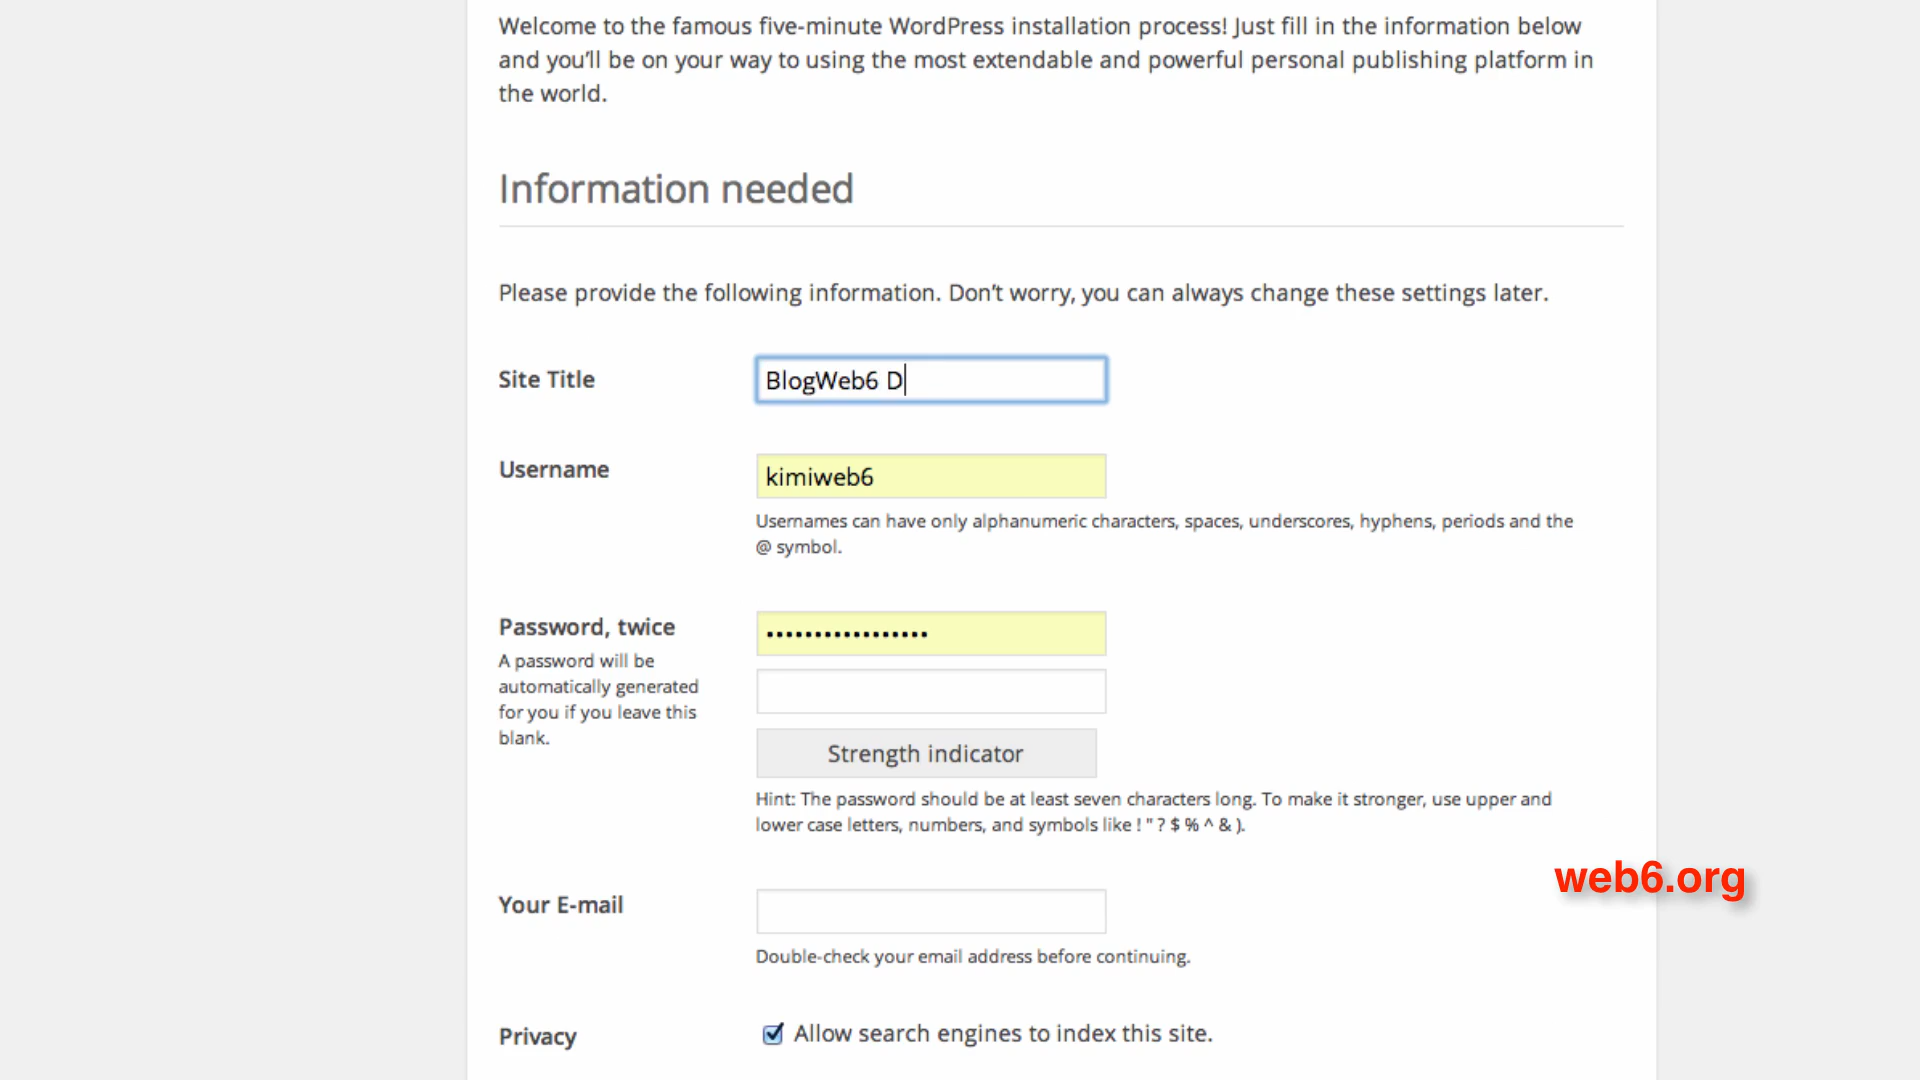 Welcome to the famous five-minute WordPress installation process! Just fill in the information below
and you'll be on your way to using the most extendable and powerful personal publishing platform in
the world.
Information needed
Please provide the following information. Don't worry, you can always change these settings later.
Site Title
BlogWeb6 D
Username
kimiweb6
Usernames can have only alphanumeric characters, spaces, underscores, hyphens, periods and the
@ symbol.
Password, twice
A password will be
automatically generated
for you if you leave this
blank.
•••••••••••••••••
Strength indicator
Hint: The password should be at least seven characters long. To make it stronger, use upper and
lower case letters, numbers, and symbols like ! " ? $ % ^ & ).
web6.org
Your E-mail
Double-check your email address before continuing.
Privacy
Allow search engines to index this site.